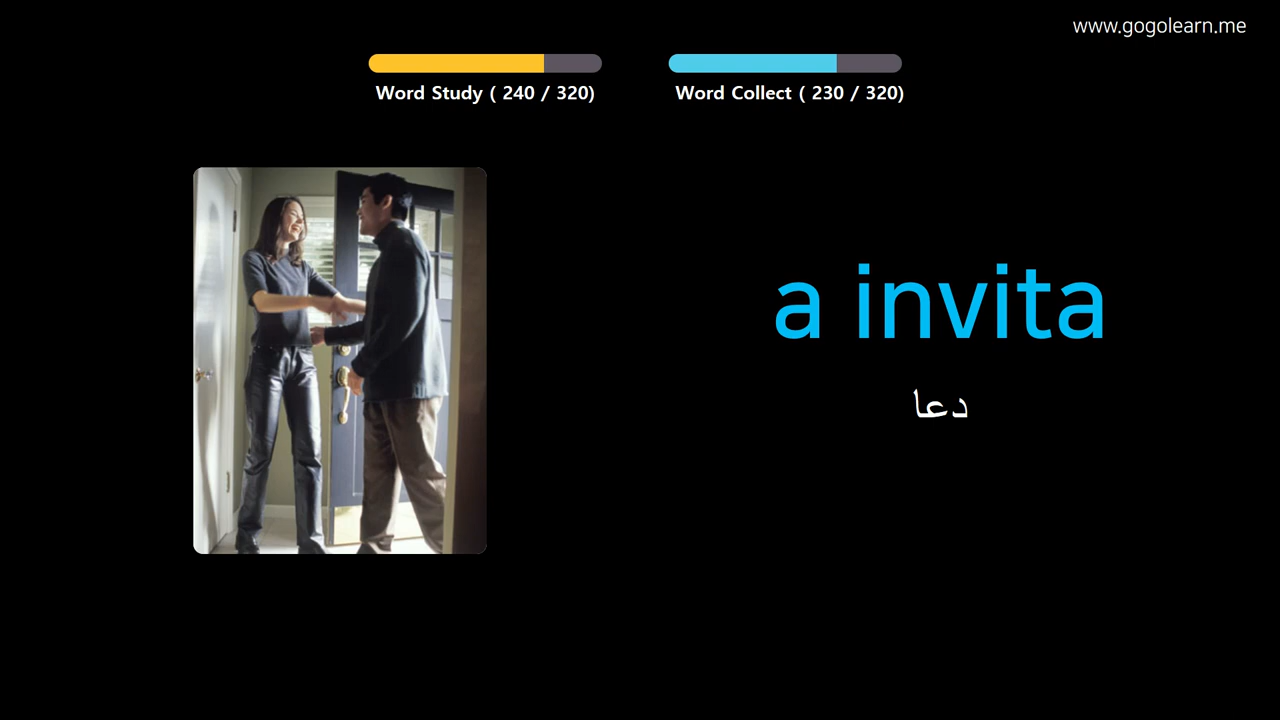 www.gogolearn.me
Word Study ( 240 / 320)
Word Collect ( 230 / 320)
a invita
دعا